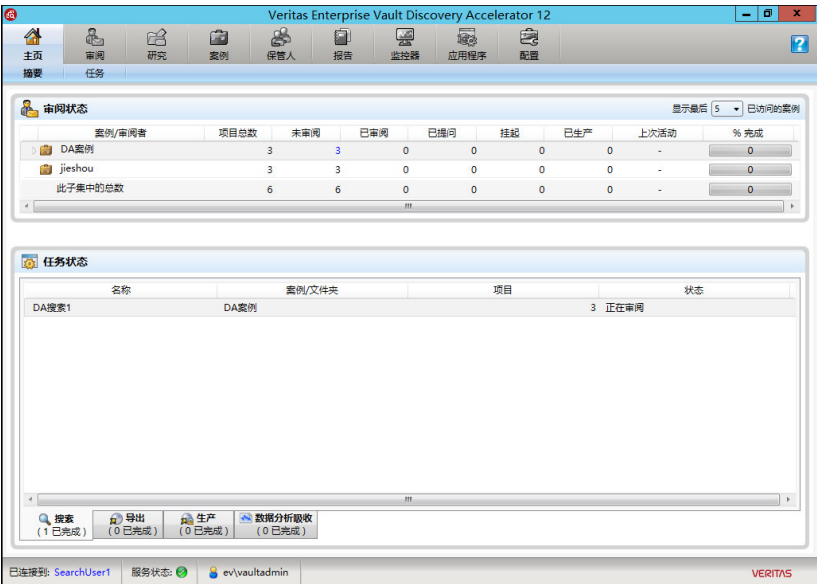 Veritas Enterprise Vault Discovery Accelerator 12
主页 审阅 研究 案例 保管人 报告 监控器 应用程序 配置
摘要 任务
审阅状态 显示最后 5 已访问的案例
案例/审阅者 项目总数 未审阅 已审阅 已提问 挂起 已生产 上次活动 % 完成
DA案例 3 3 0 0 0 0 - 0
jieshou 3 3 0 0 0 0 - 0
此子集中的总数 6 6 0 0 0 0 - 0
任务状态
名称 案例/文件夹 项目 状态
DA搜索1 DA案例 3 正在审阅
搜索 导出 生产 数据分析吸收
(1 已完成) (0 已完成) (0 已完成) (0 已完成)
已连接到: SearchUser1 服务状态: ev\vaultadmin VERITAS